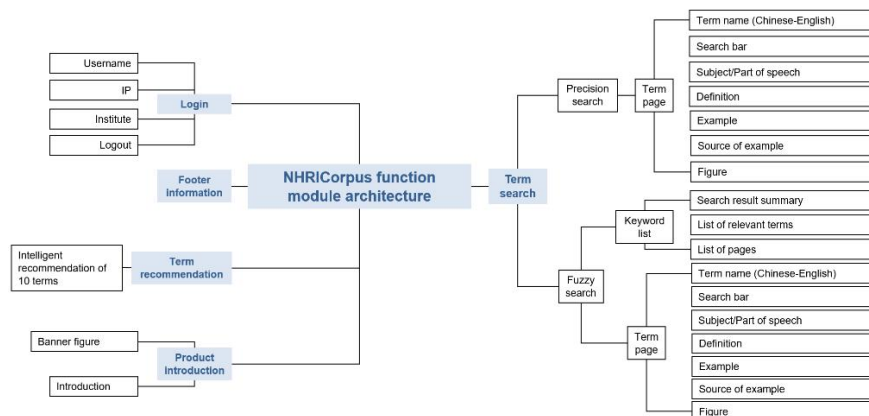 Username
IP
Institute
Logout
Login
Footer
information
Intelligent
recommendation of
10 terms
Term
recommendation
Banner figure
Introduction
Product
introduction
NHRICorpus function
module architecture
Term
search
Precision
search
Term
page
Term name (Chinese-English)
Search bar
Subject/Part of speech
Definition
Example
Source of example
Figure
Fuzzy
search
Keyword
list
Search result summary
List of relevant terms
List of pages
Term
page
Term name (Chinese-English)
Search bar
Subject/Part of speech
Definition
Example
Source of example
Figure